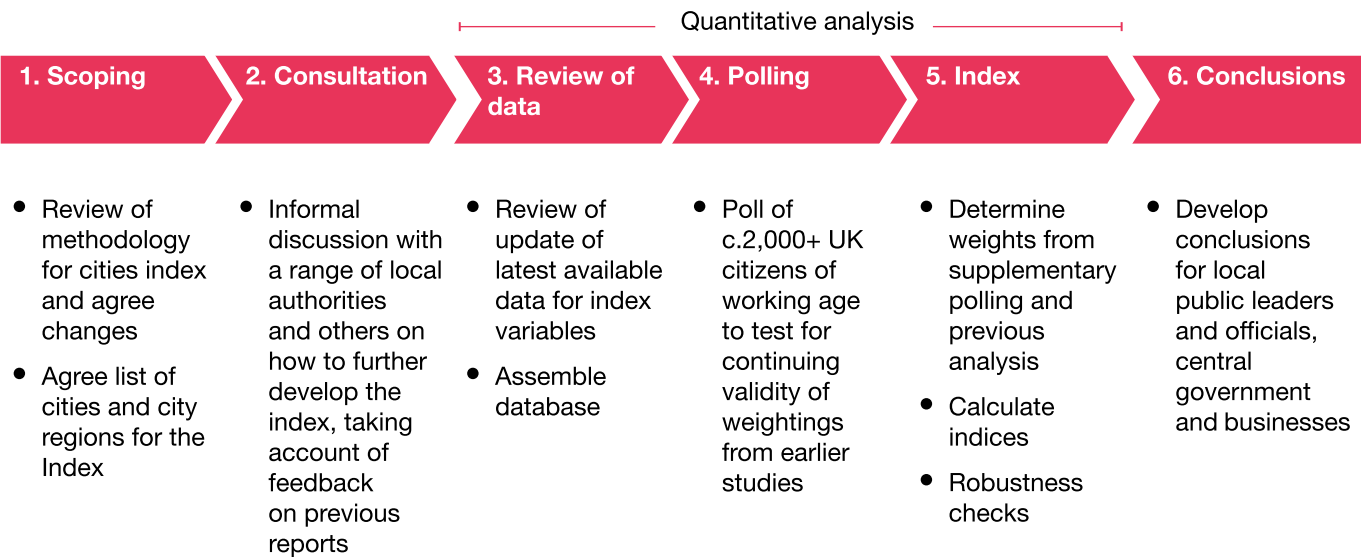 Quantitative analysis
1. Scoping
2. Consultation
3. Review of
data
4. Polling
5. Index
6. Conclusions
• Review of
methodology
for cities index
and agree
changes
• Agree list of
cities and city
regions for the
Index
• Informal
discussion with
a range of local
authorities
and others on
how to further
develop the
index, taking
account of
feedback
on previous
reports
• Review of
update of
latest available
data for index
variables
• Assemble
database
• Poll of
c.2,000+ UK
citizens of
working age
to test for
continuing
validity of
weightings
from earlier
studies
• Determine
weights from
supplementary
polling and
previous
analysis
• Calculate
indices
• Robustness
checks
• Develop
conclusions
for local
public leaders
and officials,
central
government
and businesses